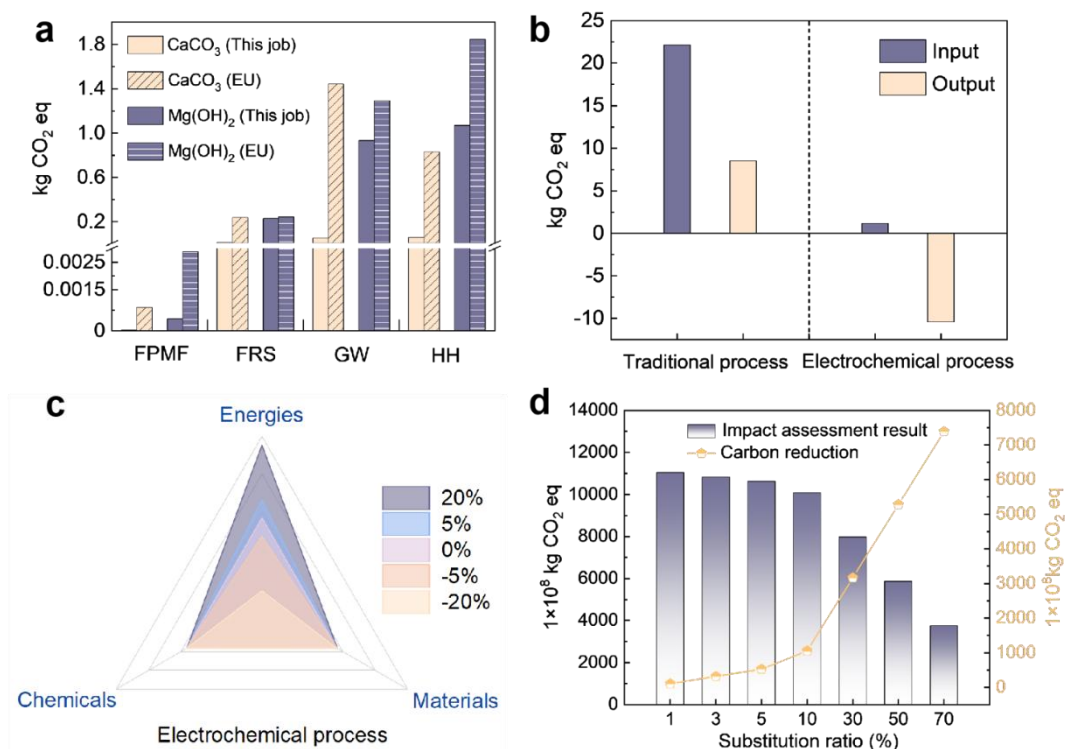 a
kg CO₂ eq
1.8
1.4
1.0
0.6
0.2
0.0025
0.0015
0
CaCO₃ (This job)
CaCO₃ (EU)
Mg(OH)₂ (This job)
Mg(OH)₂ (EU)
FPMF
FRS
GW
HH
b
kg CO₂ eq
25
20
15
10
5
0
-5
-10
Input
Output
Traditional process
Electrochemical process
c
Energies
Chemicals
Materials
20%
5%
0%
-5%
-20%
Electrochemical process
d
1×10⁸ kg CO₂ eq
14000
12000
10000
8000
6000
4000
2000
0
Impact assessment result
Carbon reduction
8000
7000
6000
5000
4000
3000
2000
1000
0
1×10⁸kg CO₂ eq
1
3
5
10
30
50
70
Substitution ratio (%)